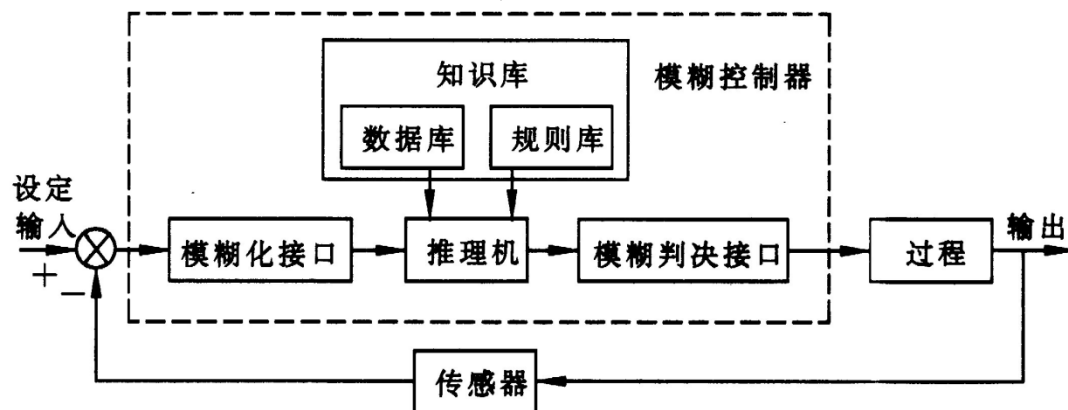 知识库
模糊控制器
数据库
规则库
设定
输入
模糊化接口
推理机
模糊判决接口
过程
输出
+
−
传感器